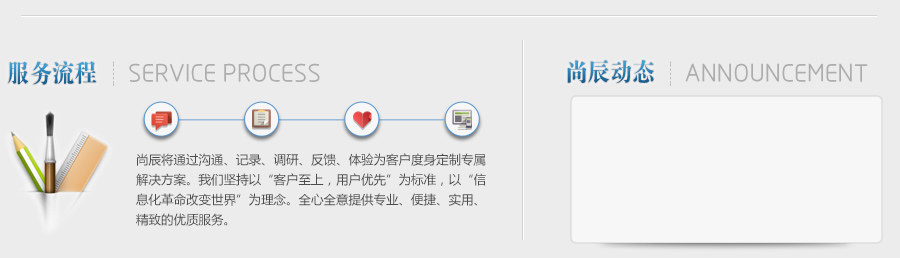 服务流程 SERVICE PROCESS
尚辰将通过沟通、记录、调研、反馈、体验为客户度身定制专属
解决方案。我们坚持以“客户至上，用户优先”为标准，以“信
息化革命改变世界”为理念。全心全意提供专业、便捷、实用、
精致的优质服务。
尚辰动态 ANNOUNCEMENT